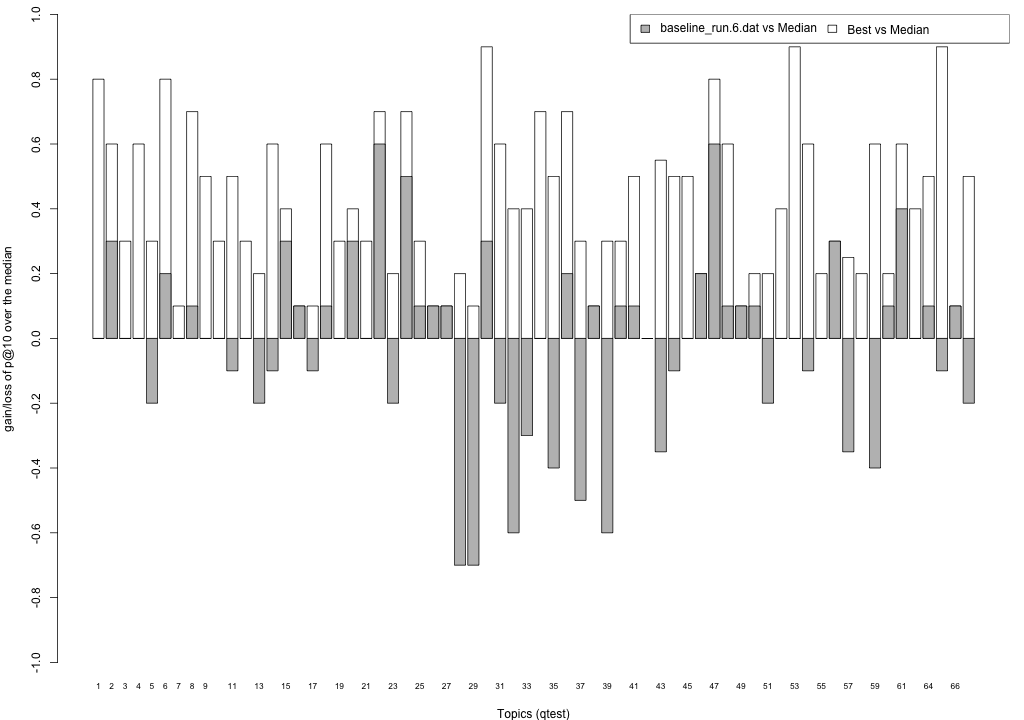 baseline_run.6.dat vs Median Best vs Median
1.0
0.8
0.6
0.4
0.2
0.0
-0.2
-0.4
-0.6
-0.8
-1.0
gain/loss of p@10 over the median
1 2 3 4 5 6 7 8 9 11 13 15 17 19 21 23 25 27 29 31 33 35 37 39 41 43 45 47 49 51 53 55 57 59 61 64 66
Topics (qtest)